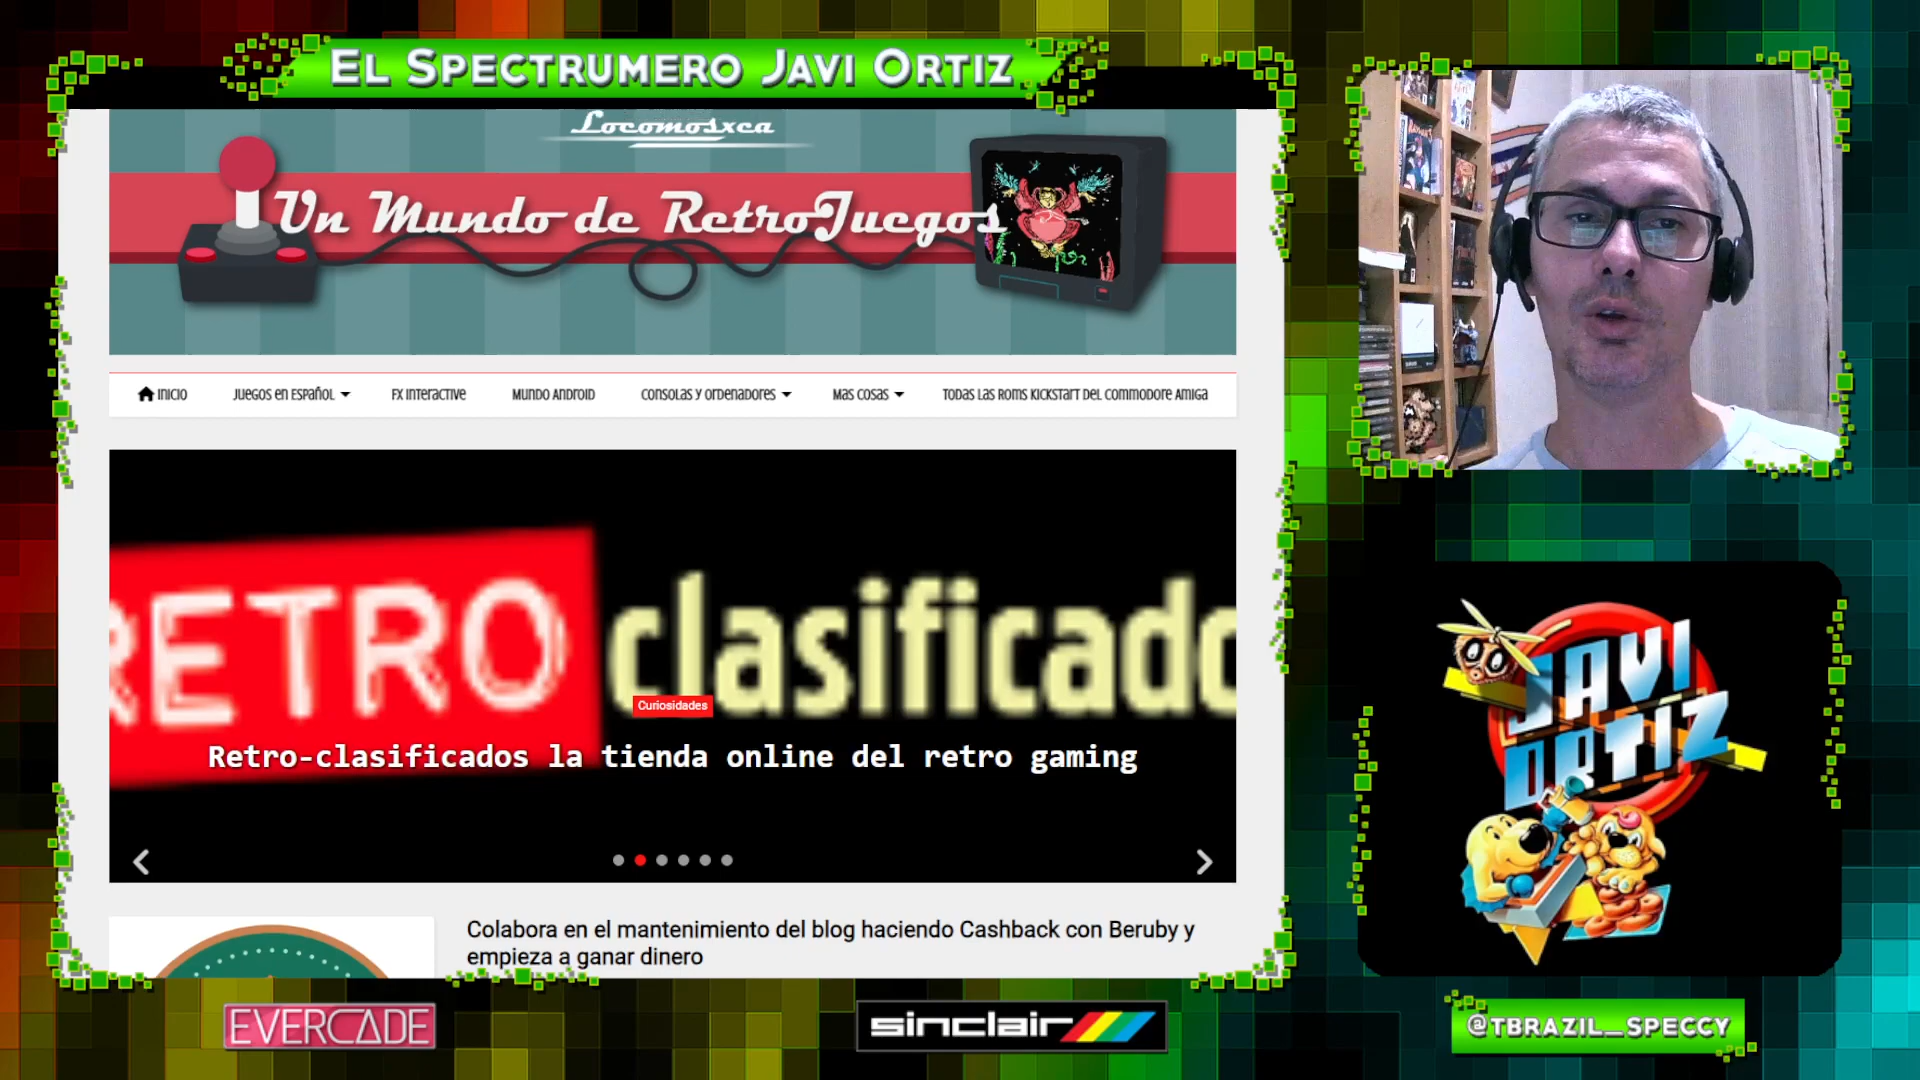 El Spectrumero Javi Ortiz
Locomosxca
Un Mundo de RetroJuegos
Inicio
Juegos en Español
FX Interactive
Mundo Android
Consolas y Ordenadores
Mas cosas
Todas las Roms Kickstart del Commodore Amiga
RETRO clasificado
Curiosidades
Retro-clasificados la tienda online del retro gaming
Colabora en el mantenimiento del blog haciendo Cashback con Beruby y
empieza a ganar dinero
JAVI
ORTIZ
EVERCADE
sinclair
@TBRAZIL_SPECCY